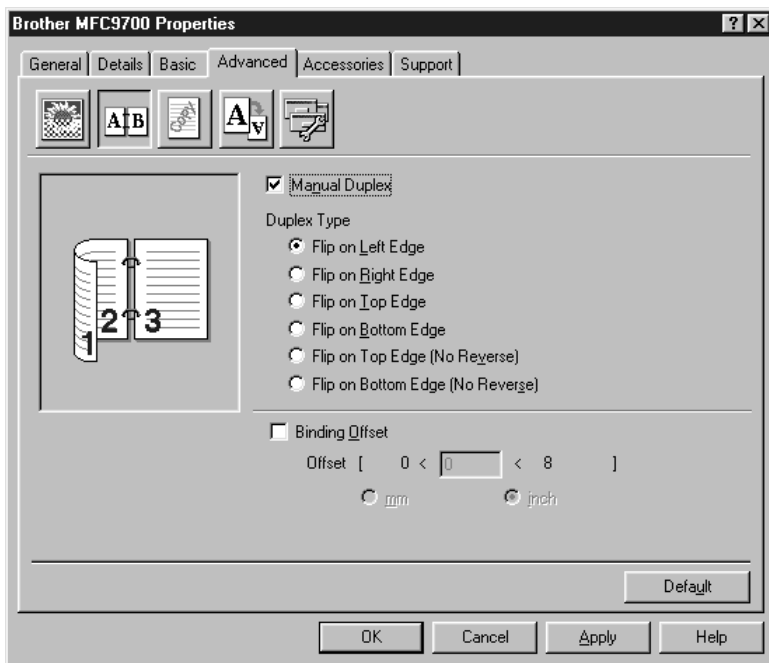 Brother MFC9700 Properties
? ×
General Details Basic Advanced Accessories Support
A B Copy A A
Manual Duplex
Duplex Type
Flip on Left Edge
Flip on Right Edge
Flip on Top Edge
Flip on Bottom Edge
Flip on Top Edge (No Reverse)
Flip on Bottom Edge (No Reverse)
1 2 3
Binding Offset
Offset [ 0 < 0 < 8 ]
mm inch
Default
OK Cancel Apply Help